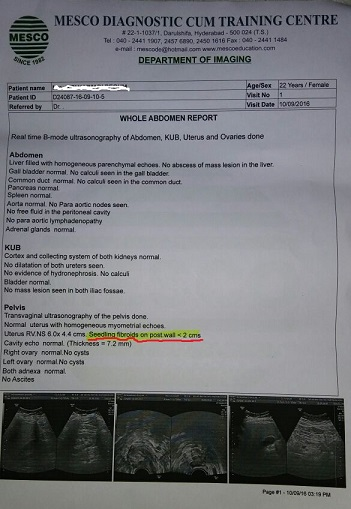 MESCO
SINCE 1982
MESCO DIAGNOSTIC CUM TRAINING CENTRE
# 22-1-1037/1, Darulshifa, Hyderabad - 500 024 (T.S.)
Tel : 040 - 2441 1907, 2457 6890, 2450 1616 Fax : 040 - 2441 1484
e-mail : mescode@hotmail.com www.mescoeducation.com
DEPARTMENT OF IMAGING
Patient name
Age/Sex 22 Years / Female
Patient ID D24067-16-09-10-5
Visit No 1
Referred by Dr.
Visit Date 10/09/2016
WHOLE ABDOMEN REPORT
Real time B-mode ultrasonography of Abdomen, KUB, Uterus and Ovaries done
Abdomen
Liver filled with homogeneous parenchymal echoes. No abscess of mass lesion in the liver.
Gall bladder normal. No calculi seen in the gall bladder.
Common duct normal. No calculi seen in the common duct.
Pancreas normal.
Spleen normal.
Aorta normal. No Para aortic nodes seen.
No free fluid in the peritoneal cavity
No para aortic lymphadenopathy
Adrenal glands normal.
KUB
Cortex and collecting system of both kidneys normal.
No dilatation of both ureters seen.
No evidence of hydronephrosis. No calculi
Bladder normal.
No mass lesion seen in both iliac fossae.
Pelvis
Transvaginal ultrasonography of the pelvis done.
Normal uterus with homogeneous myometrial echoes.
Uterus RV.NS 6.0x 4.4 cms. Seedling fibroids on post.wall < 2 cms
Cavity echo normal. (Thickness = 7.2 mm)
Right ovary normal.No cysts
Left ovary normal.No cysts
Both adnexa normal.
No Ascites
Page #1 - 10/09/16 03:19 PM